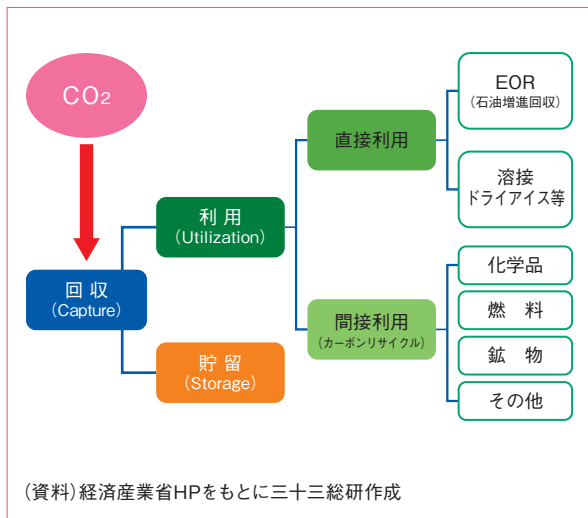 CO2
回収
(Capture)
利用
(Utilization)
貯留
(Storage)
直接利用
間接利用
(カーボンリサイクル)
EOR
(石油増進回収)
溶接
ドライアイス等
化学品
燃 料
鉱 物
その他
(資料)経済産業省HPをもとに三十三総研作成